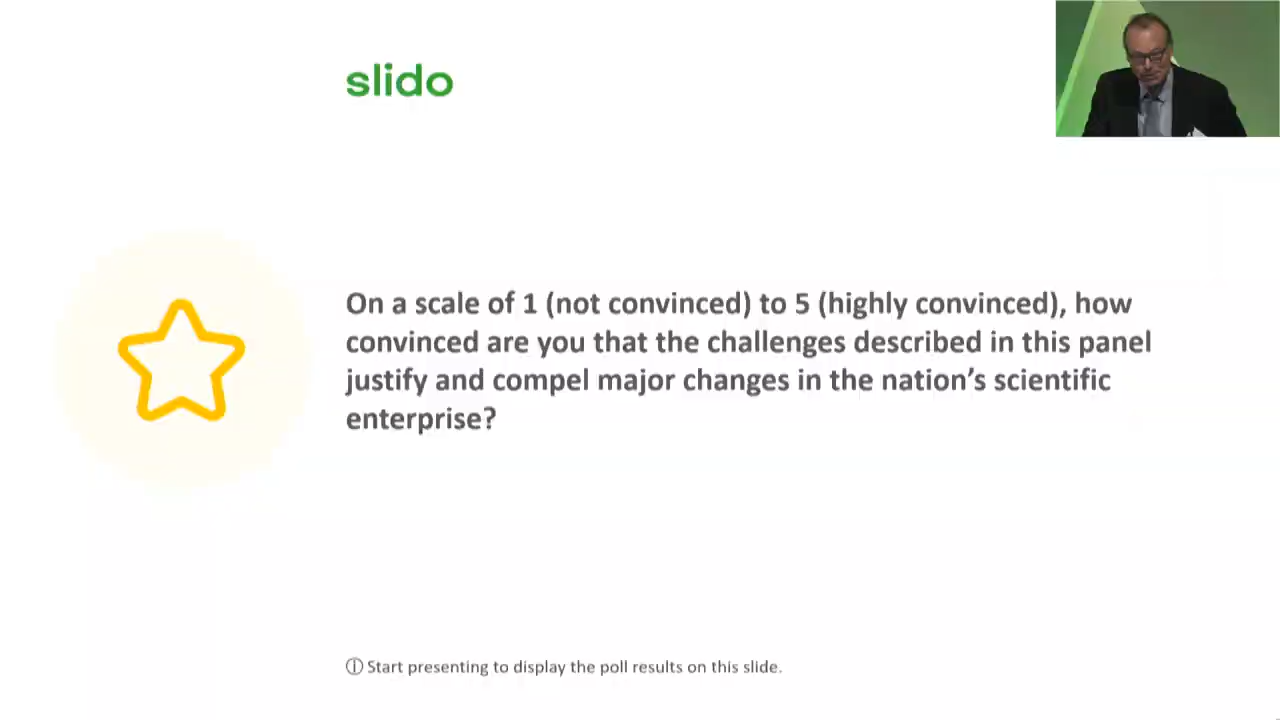 slido
On a scale of 1 (not convinced) to 5 (highly convinced), how
convinced are you that the challenges described in this panel
justify and compel major changes in the nation’s scientific
enterprise?
ⓘ Start presenting to display the poll results on this slide.